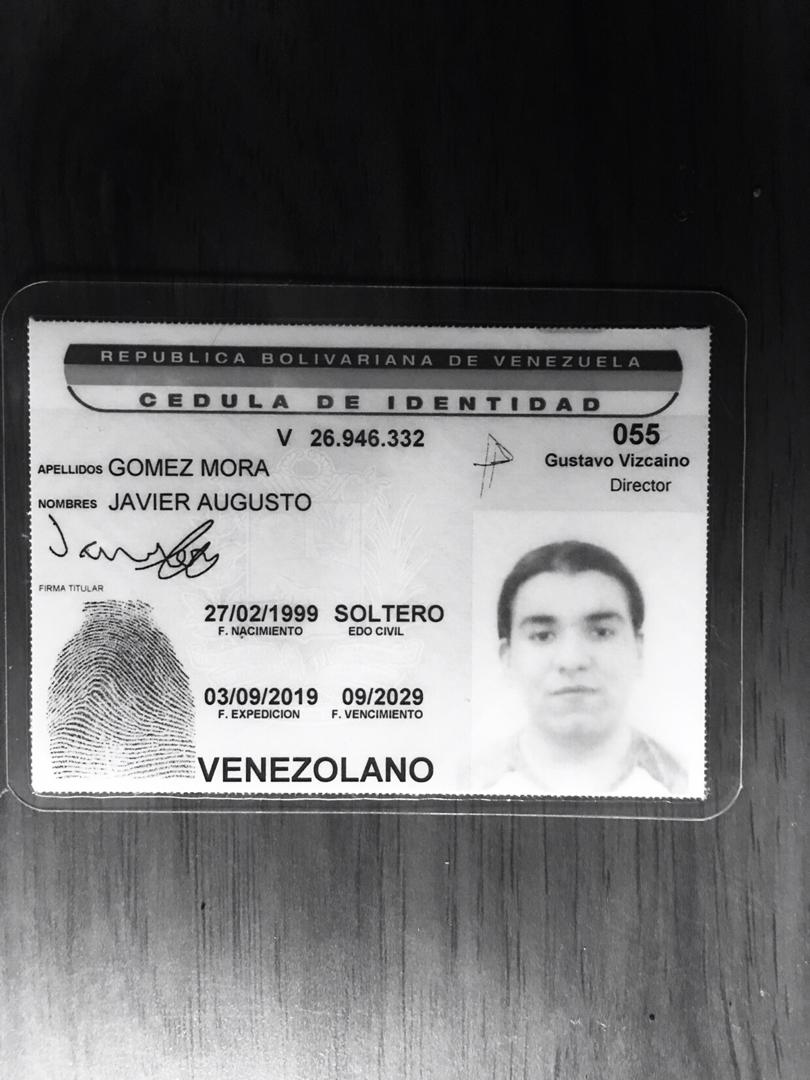 REPUBLICA BOLIVARIANA DE VENEZUELA
CEDULA DE IDENTIDAD
V 26.946.332
055
Gustavo Vizcaino
Director
APELLIDOS GOMEZ MORA
NOMBRES JAVIER AUGUSTO
FIRMA TITULAR
27/02/1999 SOLTERO
F. NACIMIENTO EDO CIVIL
03/09/2019 09/2029
F. EXPEDICION F. VENCIMIENTO
VENEZOLANO